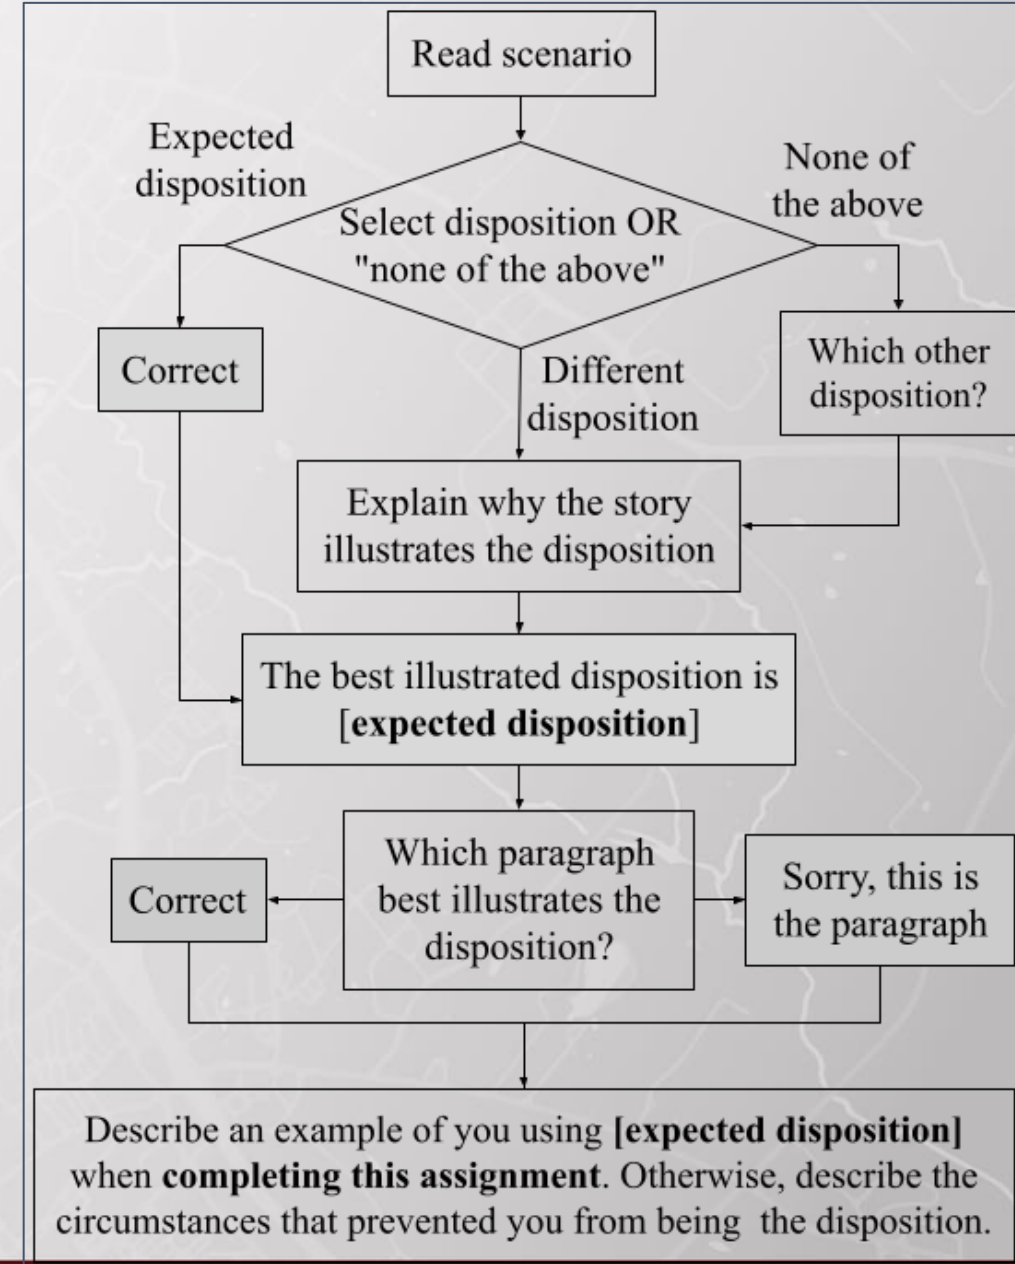 Read scenario
Expected
disposition
None of
the above
Select disposition OR
"none of the above"
Correct
Different
disposition
Which other
disposition?
Explain why the story
illustrates the disposition
The best illustrated disposition is
[expected disposition]
Correct
Which paragraph
best illustrates the
disposition?
Sorry, this is
the paragraph
Describe an example of you using [expected disposition]
when completing this assignment. Otherwise, describe the
circumstances that prevented you from being  the disposition.